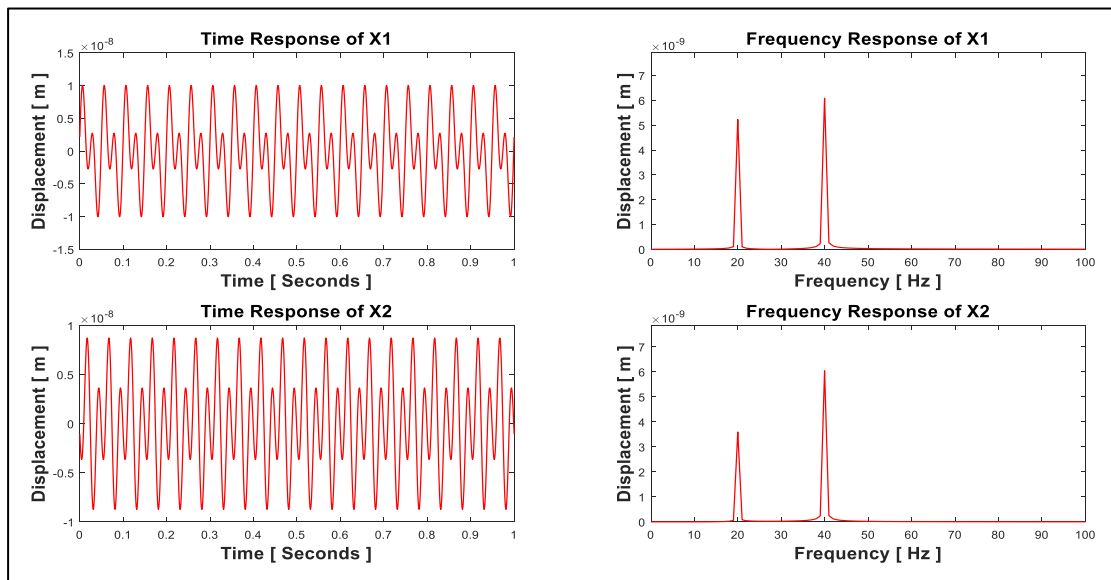 Time Response of X1
×10-8
1.5
1
0.5
0
-0.5
-1
-1.5
Displacement [ m ]
0 0.1 0.2 0.3 0.4 0.5 0.6 0.7 0.8 0.9 1
Time [ Seconds ]
Frequency Response of X1
×10-9
7
6
5
4
3
2
1
0
Displacement [ m ]
0 10 20 30 40 50 60 70 80 90 100
Frequency [ Hz ]
Time Response of X2
×10-8
1
0.5
0
-0.5
-1
Displacement [ m ]
0 0.1 0.2 0.3 0.4 0.5 0.6 0.7 0.8 0.9 1
Time [ Seconds ]
Frequency Response of X2
×10-9
7
6
5
4
3
2
1
0
Displacement [ m ]
0 10 20 30 40 50 60 70 80 90 100
Frequency [ Hz ]